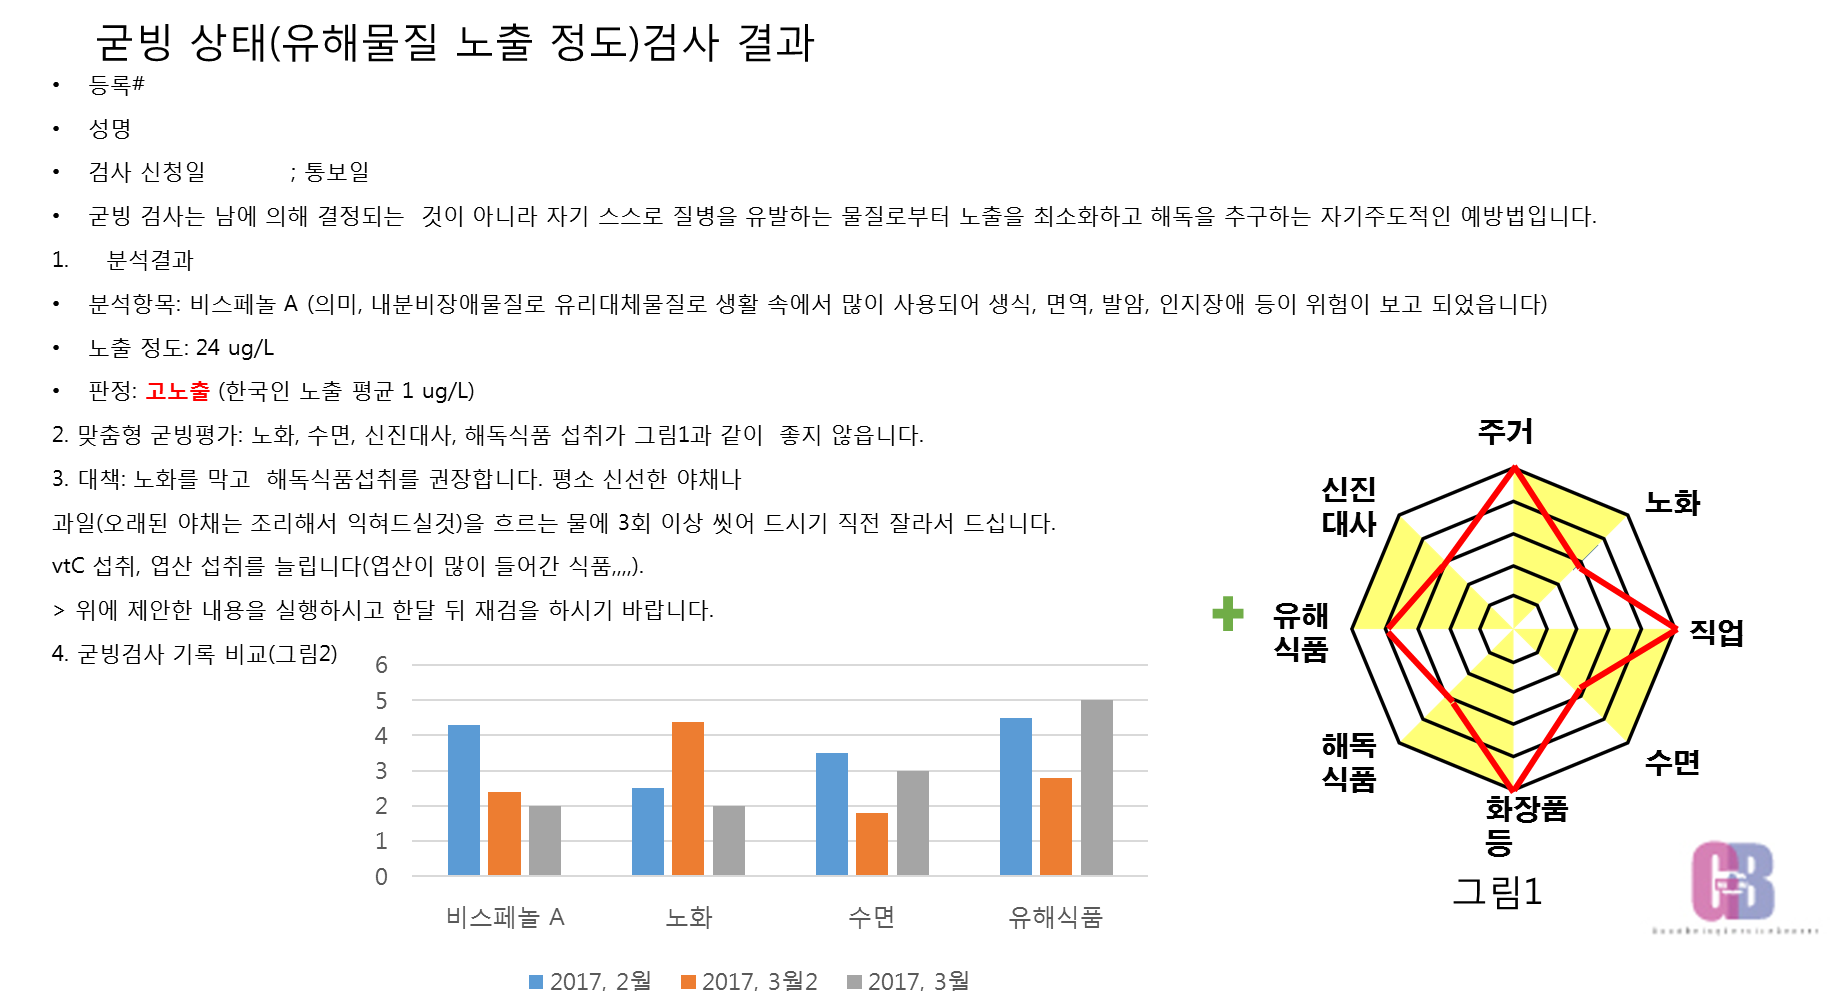 굳빙 상태(유해물질 노출 정도)검사 결과
• 등록#
• 성명
• 검사 신청일 ; 통보일
• 굳빙 검사는 남에 의해 결정되는 것이 아니라 자기 스스로 질병을 유발하는 물질로부터 노출을 최소화하고 해독을 추구하는 자기주도적인 예방법입니다.
1. 분석결과
• 분석항목: 비스페놀 A (의미, 내분비장애물질로 유리대체물질로 생활 속에서 많이 사용되어 생식, 면역, 발암, 인지장애 등이 위험이 보고 되었읍니다)
• 노출 정도: 24 ug/L
• 판정: 고노출 (한국인 노출 평균 1 ug/L)
2. 맞춤형 굳빙평가: 노화, 수면, 신진대사, 해독식품 섭취가 그림1과 같이 좋지 않읍니다.
3. 대책: 노화를 막고 해독식품섭취를 권장합니다. 평소 신선한 야채나
과일(오래된 야채는 조리해서 익혀드실것)을 흐르는 물에 3회 이상 씻어 드시기 직전 잘라서 드십니다.
vtC 섭취, 엽산 섭취를 늘립니다(엽산이 많이 들어간 식품,,,,).
> 위에 제안한 내용을 실행하시고 한달 뒤 재검을 하시기 바랍니다.
4. 굳빙검사 기록 비교(그림2)
6
5
4
3
2
1
0
비스페놀 A 노화 수면 유해식품
2017, 2월 2017, 3월2 2017, 3월
주거
노화
직업
수면
화장품
등
해독
식품
유해
식품
신진
대사
그림1
GB